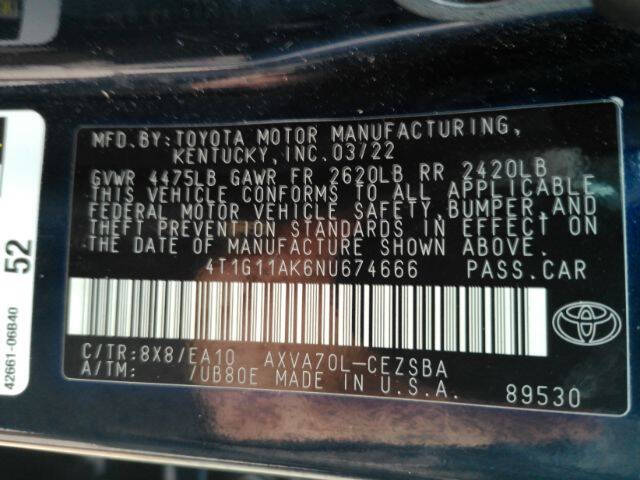 MFD.BY:TOYOTA MOTOR MANUFACTURING,
KENTUCKY,INC.03/22
GVWR 4475LB GAWR FR 2620LB RR 2420LB
THIS VEHICLE CONFORMS TO ALL APPLICABLE
FEDERAL MOTOR VEHICLE SAFETY,BUMPER,AND
THEFT PREVENTION STANDARDS IN EFFECT ON
THE DATE OF MANUFACTURE SHOWN ABOVE.
4T1G11AK6NU674666 PASS.CAR
C/TR:8X8/EA10 AXVA70L-CEZSBA
A/TM: /UB80E MADE IN U.S.A.
89530
52
42661-06B40